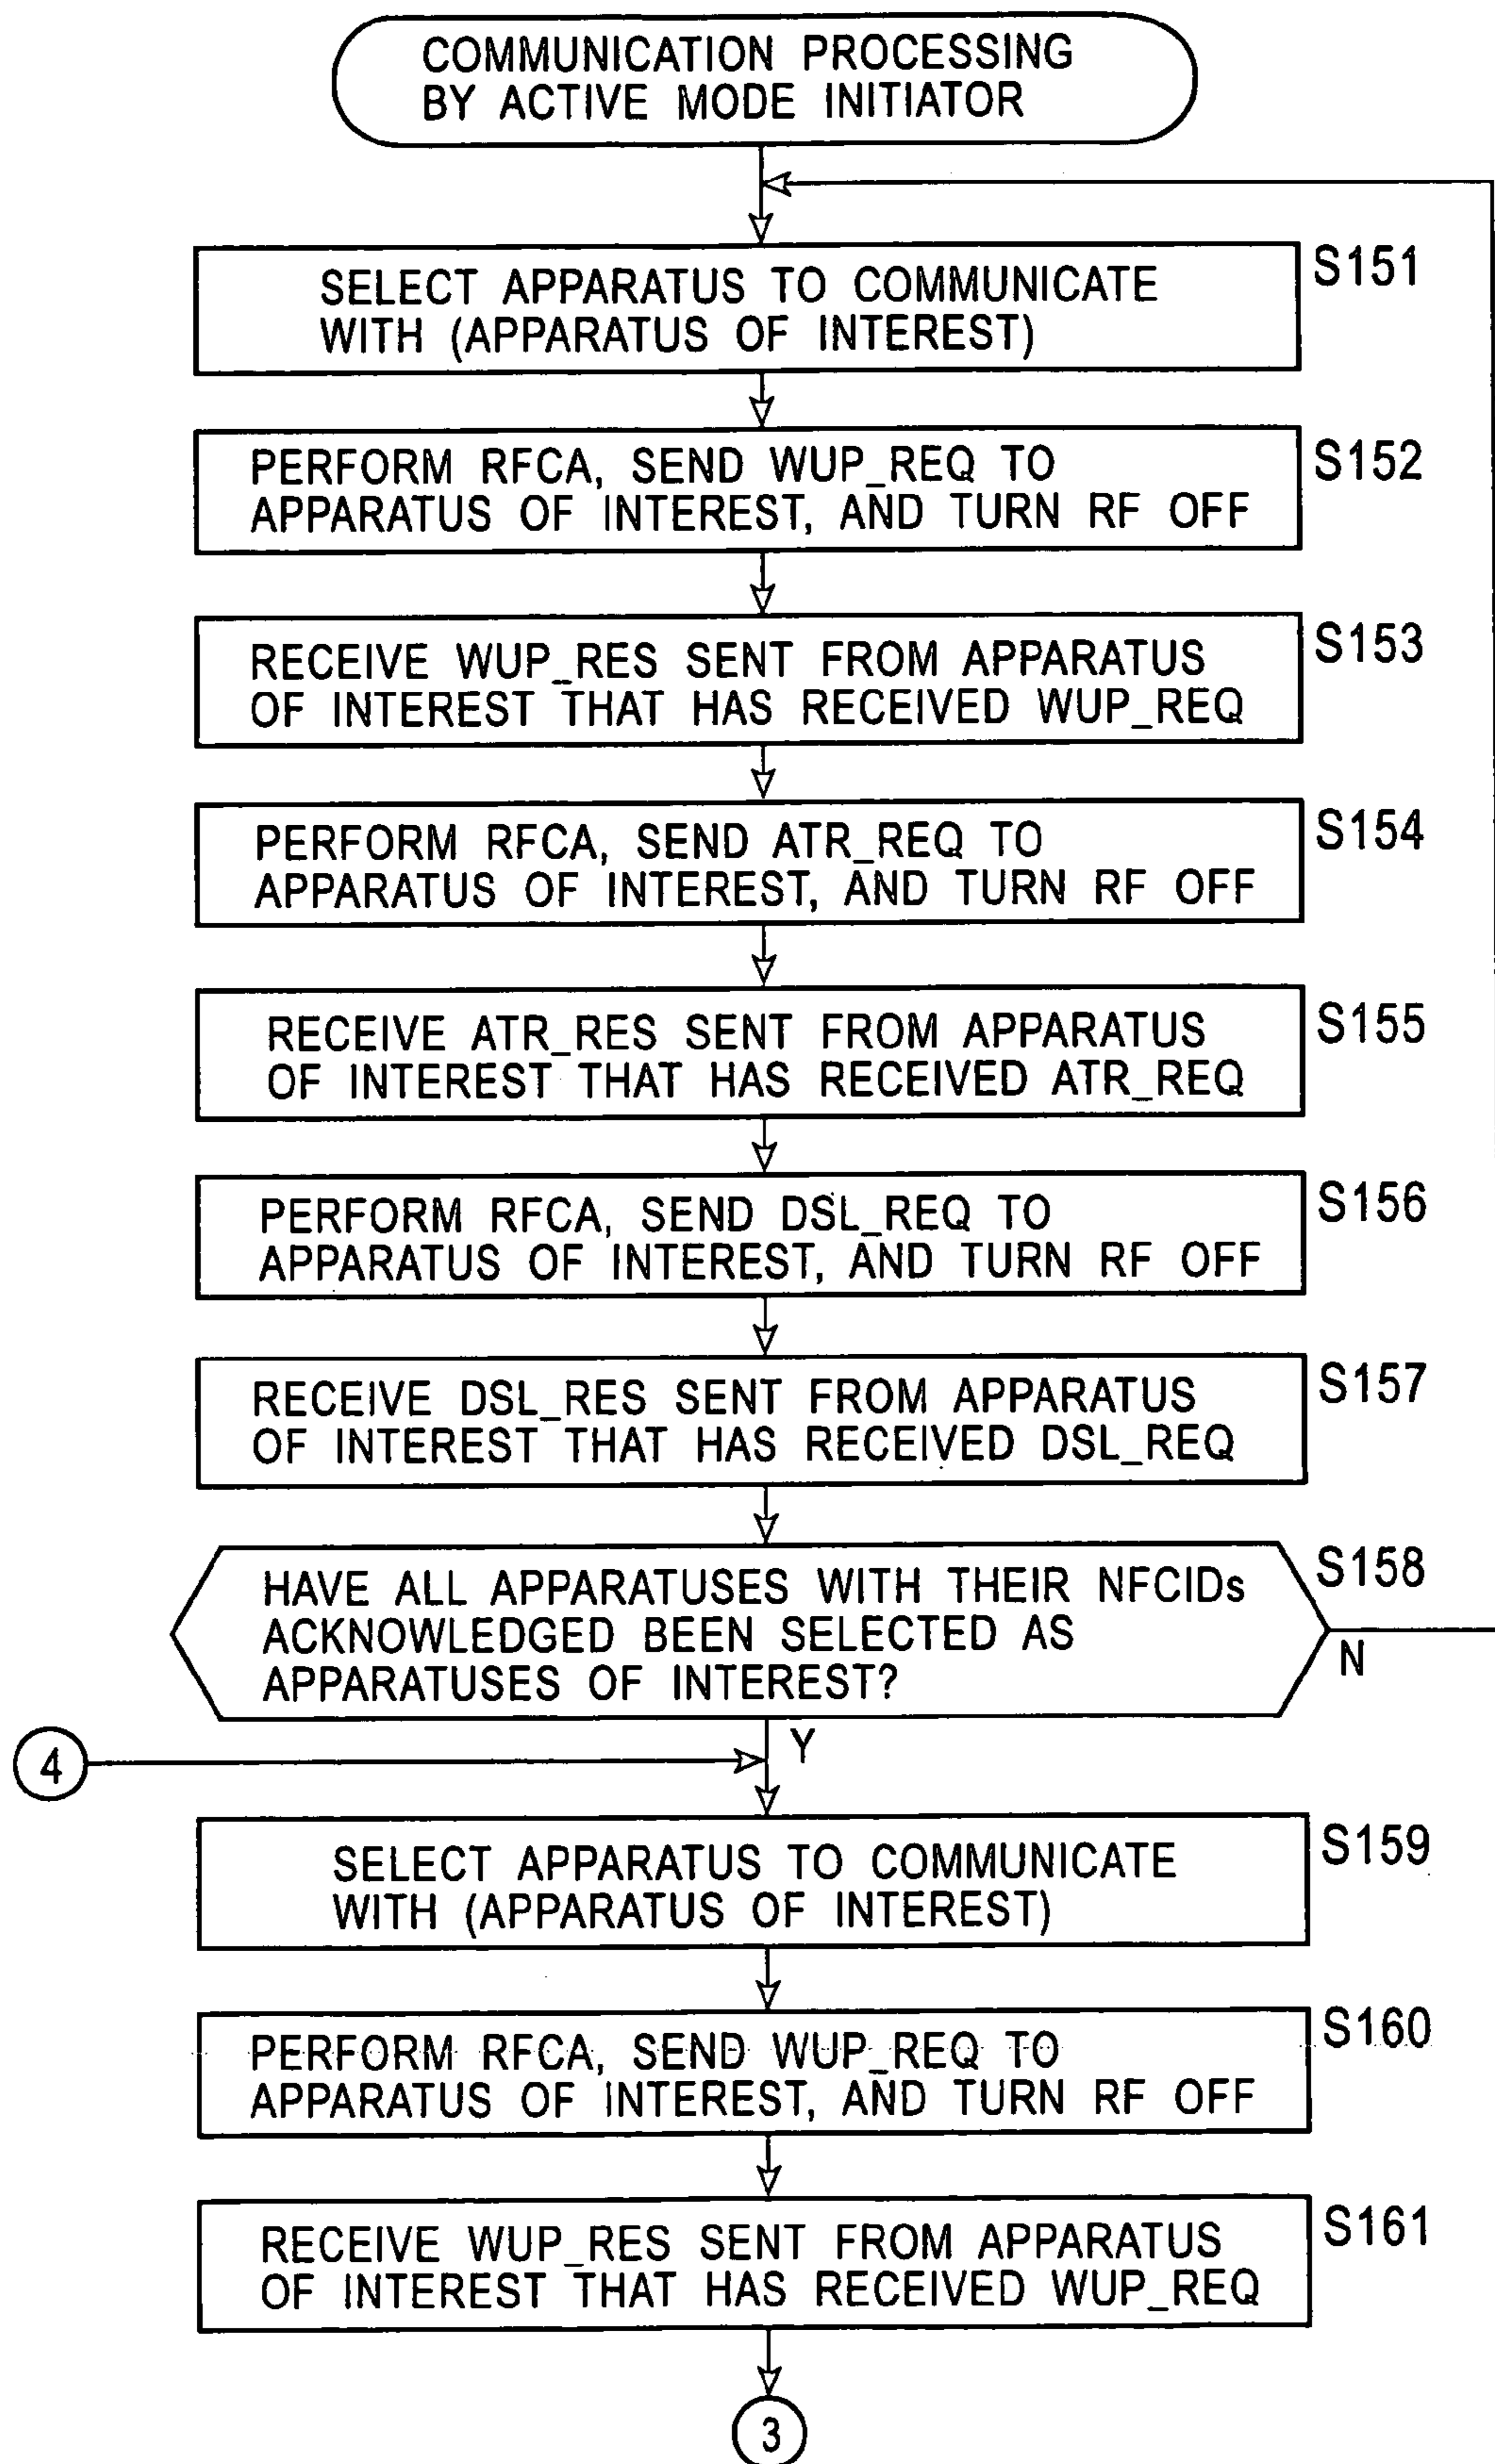 COMMUNICATION PROCESSING
BY ACTIVE MODE INITIATOR
SELECT APPARATUS TO COMMUNICATE
WITH (APPARATUS OF INTEREST)
S151
PERFORM RFCA, SEND WUP_REQ TO
APPARATUS OF INTEREST, AND TURN RF OFF
S152
RECEIVE WUP_RES SENT FROM APPARATUS
OF INTEREST THAT HAS RECEIVED WUP_REQ
S153
PERFORM RFCA, SEND ATR_REQ TO
APPARATUS OF INTEREST, AND TURN RF OFF
S154
RECEIVE ATR_RES SENT FROM APPARATUS
OF INTEREST THAT HAS RECEIVED ATR_REQ
S155
PERFORM RFCA, SEND DSL_REQ TO
APPARATUS OF INTEREST, AND TURN RF OFF
S156
RECEIVE DSL_RES SENT FROM APPARATUS
OF INTEREST THAT HAS RECEIVED DSL_REQ
S157
HAVE ALL APPARATUSES WITH THEIR NFCIDs
ACKNOWLEDGED BEEN SELECTED AS
APPARATUSES OF INTEREST?
S158
N
Y
4
SELECT APPARATUS TO COMMUNICATE
WITH (APPARATUS OF INTEREST)
S159
PERFORM RFCA, SEND WUP_REQ TO
APPARATUS OF INTEREST, AND TURN RF OFF
S160
RECEIVE WUP_RES SENT FROM APPARATUS
OF INTEREST THAT HAS RECEIVED WUP_REQ
S161
3